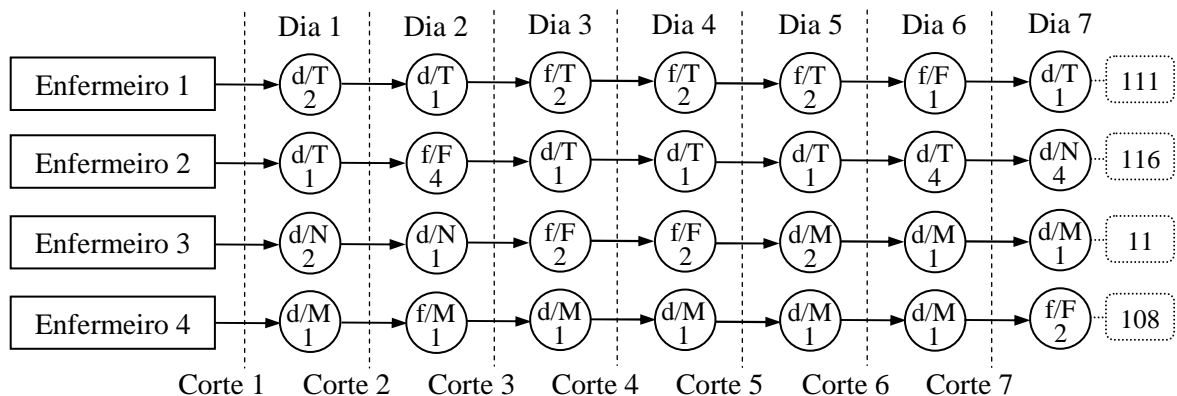 Dia 1 Dia 2 Dia 3 Dia 4 Dia 5 Dia 6 Dia 7
Enfermeiro 1 d/T 2 d/T 1 f/T 2 f/T 2 f/T 2 f/F 1 d/T 1 111
Enfermeiro 2 d/T 1 f/F 4 d/T 1 d/T 1 d/T 1 d/T 4 d/N 4 116
Enfermeiro 3 d/N 2 d/N 1 f/F 2 f/F 2 d/M 2 d/M 1 d/M 1 11
Enfermeiro 4 d/M 1 f/M 1 d/M 1 d/M 1 d/M 1 d/M 1 f/F 2 108
Corte 1 Corte 2 Corte 3 Corte 4 Corte 5 Corte 6 Corte 7